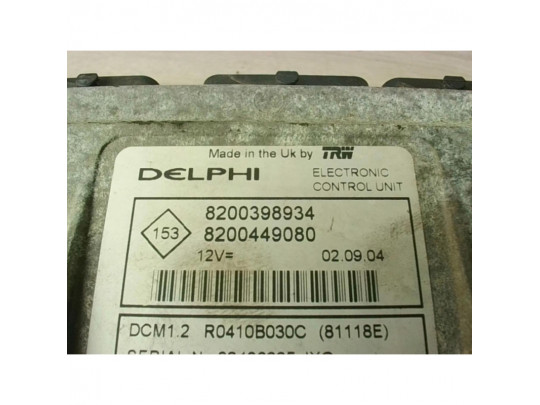 Made in the Uk by TRW
DELPHI
ELECTRONIC
CONTROL UNIT
153
8200398934
8200449080
12V=
02.09.04
DCM1.2 R0410B030C (81118E)